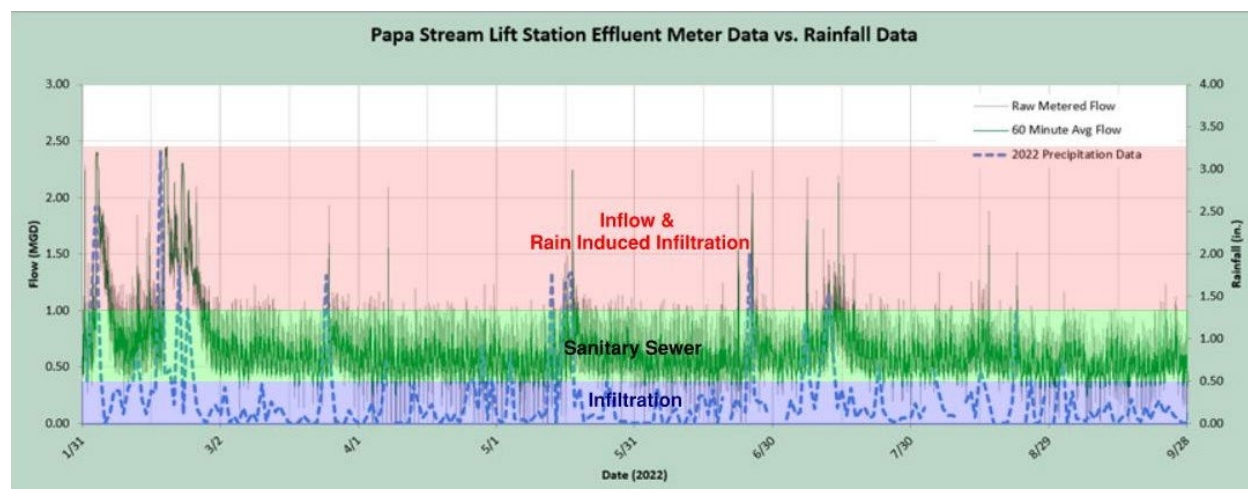 Papa Stream Lift Station Effluent Meter Data vs. Rainfall Data
3.00
2.50
2.00
1.50
1.00
0.50
0.00
Flow (MGD)
4.00
3.50
3.00
2.50
2.00
1.50
1.00
0.50
0.00
Rainfall (in.)
Raw Metered Flow
60 Minute Avg Flow
2022 Precipitation Data
Inflow &
Rain Induced Infiltration
Sanitary Sewer
Infiltration
1/31
3/2
4/1
5/1
5/31
6/30
7/30
8/29
9/28
Date (2022)